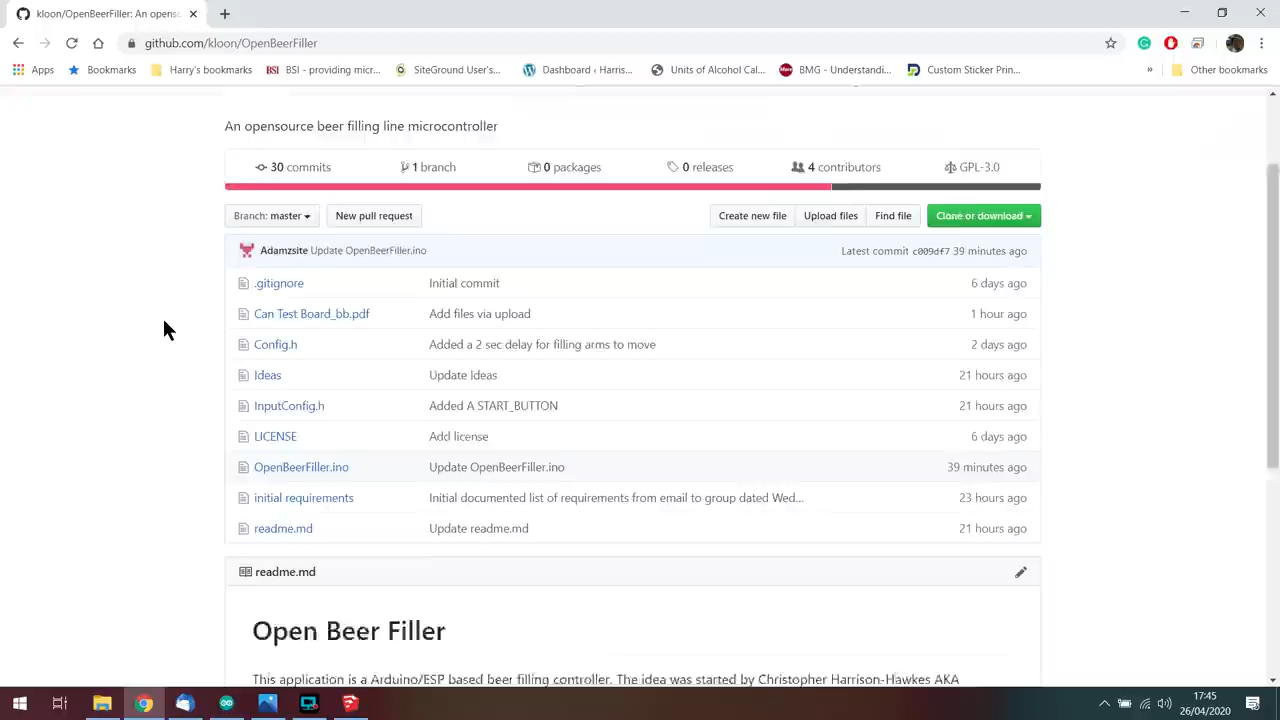 kloon/OpenBeerFiller: An opensc
github.com/kloon/OpenBeerFiller
Apps Bookmarks Harry's bookmarks BSI - providing micr... SiteGround User's... Dashboard ‹ Harris... Units of Alcohol Cal... BMG - Understandi... Custom Sticker Prin... » Other bookmarks
An opensource beer filling line microcontroller
30 commits 1 branch 0 packages 0 releases 4 contributors GPL-3.0
Branch: master New pull request Create new file Upload files Find file Clone or download
Adamzsite Update OpenBeerFiller.ino Latest commit c009df7 39 minutes ago
.gitignore Initial commit 6 days ago
Can Test Board_bb.pdf Add files via upload 1 hour ago
Config.h Added a 2 sec delay for filling arms to move 2 days ago
Ideas Update Ideas 21 hours ago
InputConfig.h Added A START_BUTTON 21 hours ago
LICENSE Add license 6 days ago
OpenBeerFiller.ino Update OpenBeerFiller.ino 39 minutes ago
initial requirements Initial documented list of requirements from email to group dated Wed... 23 hours ago
readme.md Update readme.md 21 hours ago
readme.md
Open Beer Filler
This application is a Arduino/ESP based beer filling controller. The idea was started by Christopher Harrison-Hawkes AKA
17:45
26/04/2020